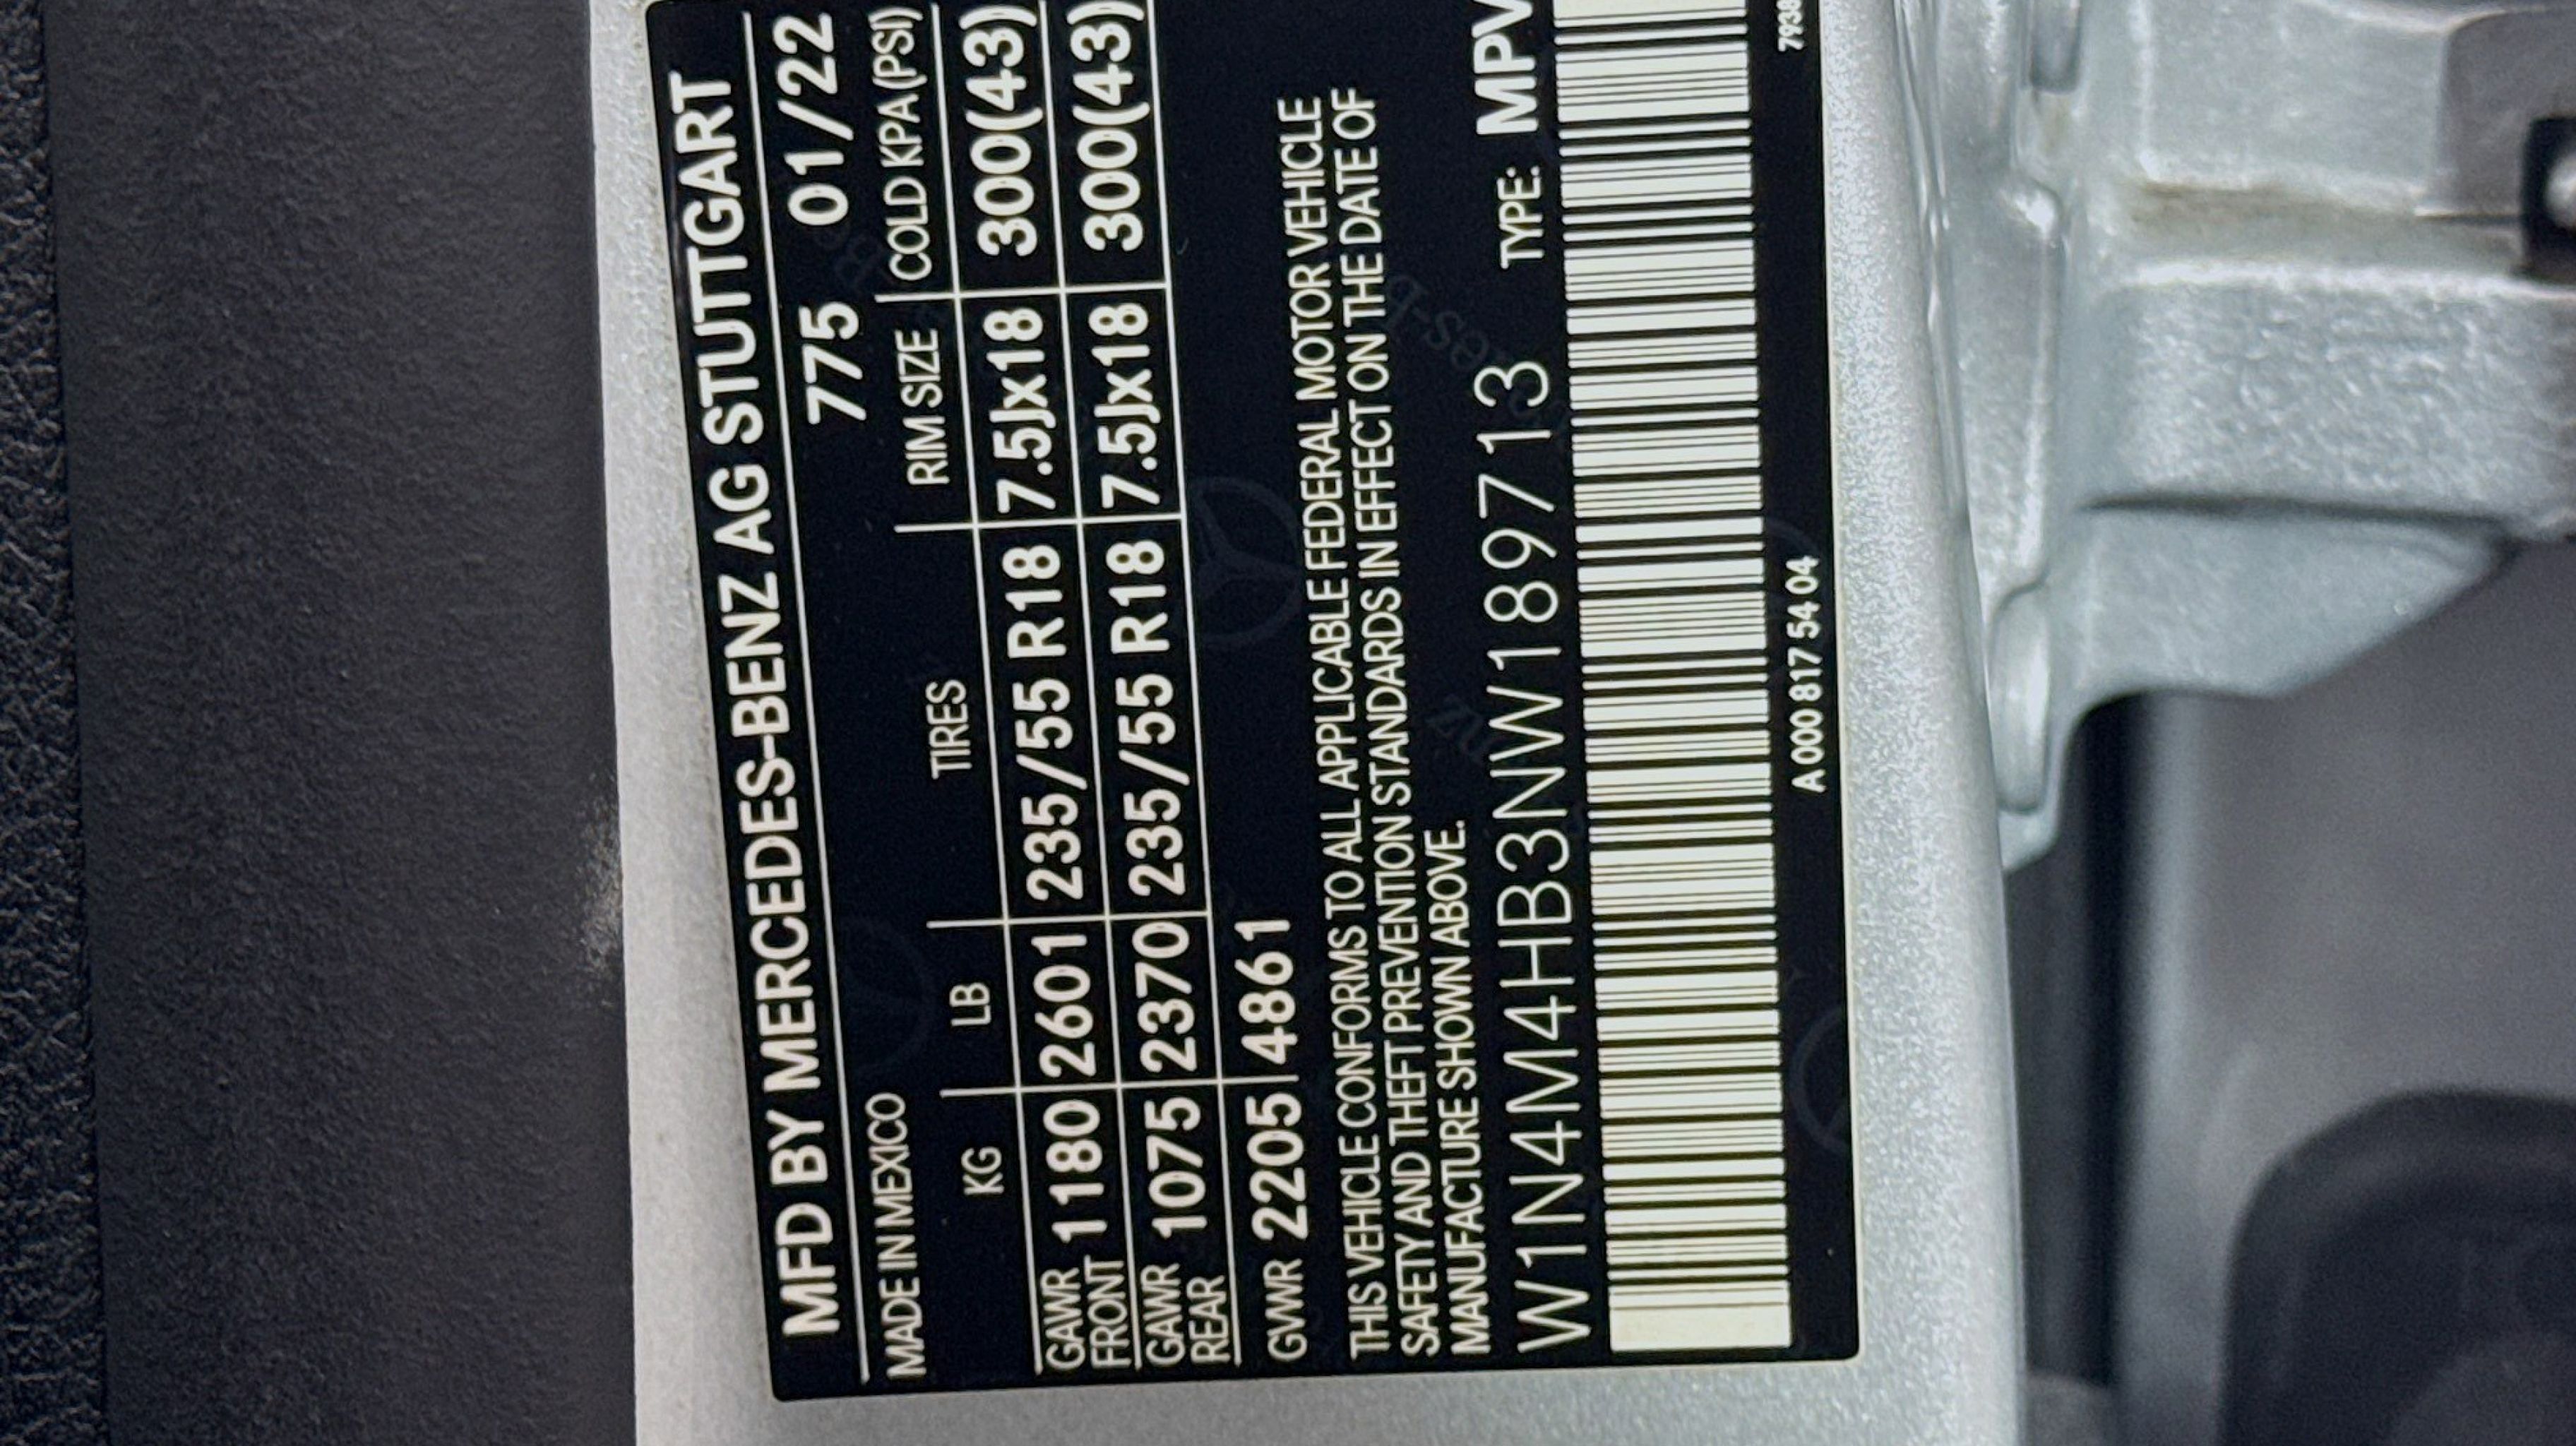 MFD BY MERCEDES-BENZ AG STUTTGART
MADE IN MEXICO 775 01/22
KG LB TIRES RIM SIZE COLD KPA (PSI)
GAWR FRONT 1180 2601 235/55 R18 7.5Jx18 300(43)
GAWR REAR 1075 2370 235/55 R18 7.5Jx18 300(43)
GVWR 2205 4861
THIS VEHICLE CONFORMS TO ALL APPLICABLE FEDERAL MOTOR VEHICLE
SAFETY AND THEFT PREVENTION STANDARDS IN EFFECT ON THE DATE OF
MANUFACTURE SHOWN ABOVE.
W1N4M4HB3NW189713 TYPE: MPV
A 000 817 54 04 7938